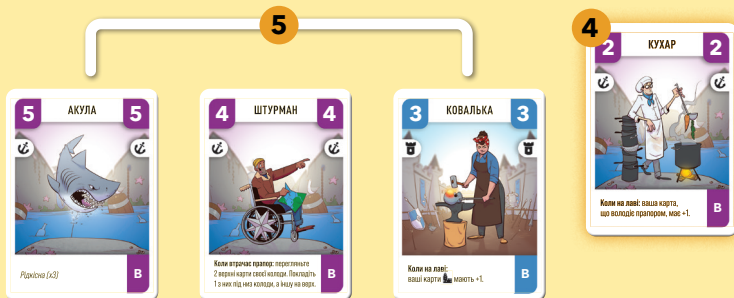 5
4
5 АКУЛА 5
Рідкісна (x3)
B
4 ШТУРМАН 4
Коли втрачає прапор: перегляньте
2 верхні карти своєї колоди. Покладіть
1 з них під низ колоди, а іншу на верх.
B
3 КОВАЛЬКА 3
Коли на лаві:
ваші карти мають +1.
B
2 КУХАР 2
Коли на лаві: ваша карта,
що володіє прапором, має +1.
B